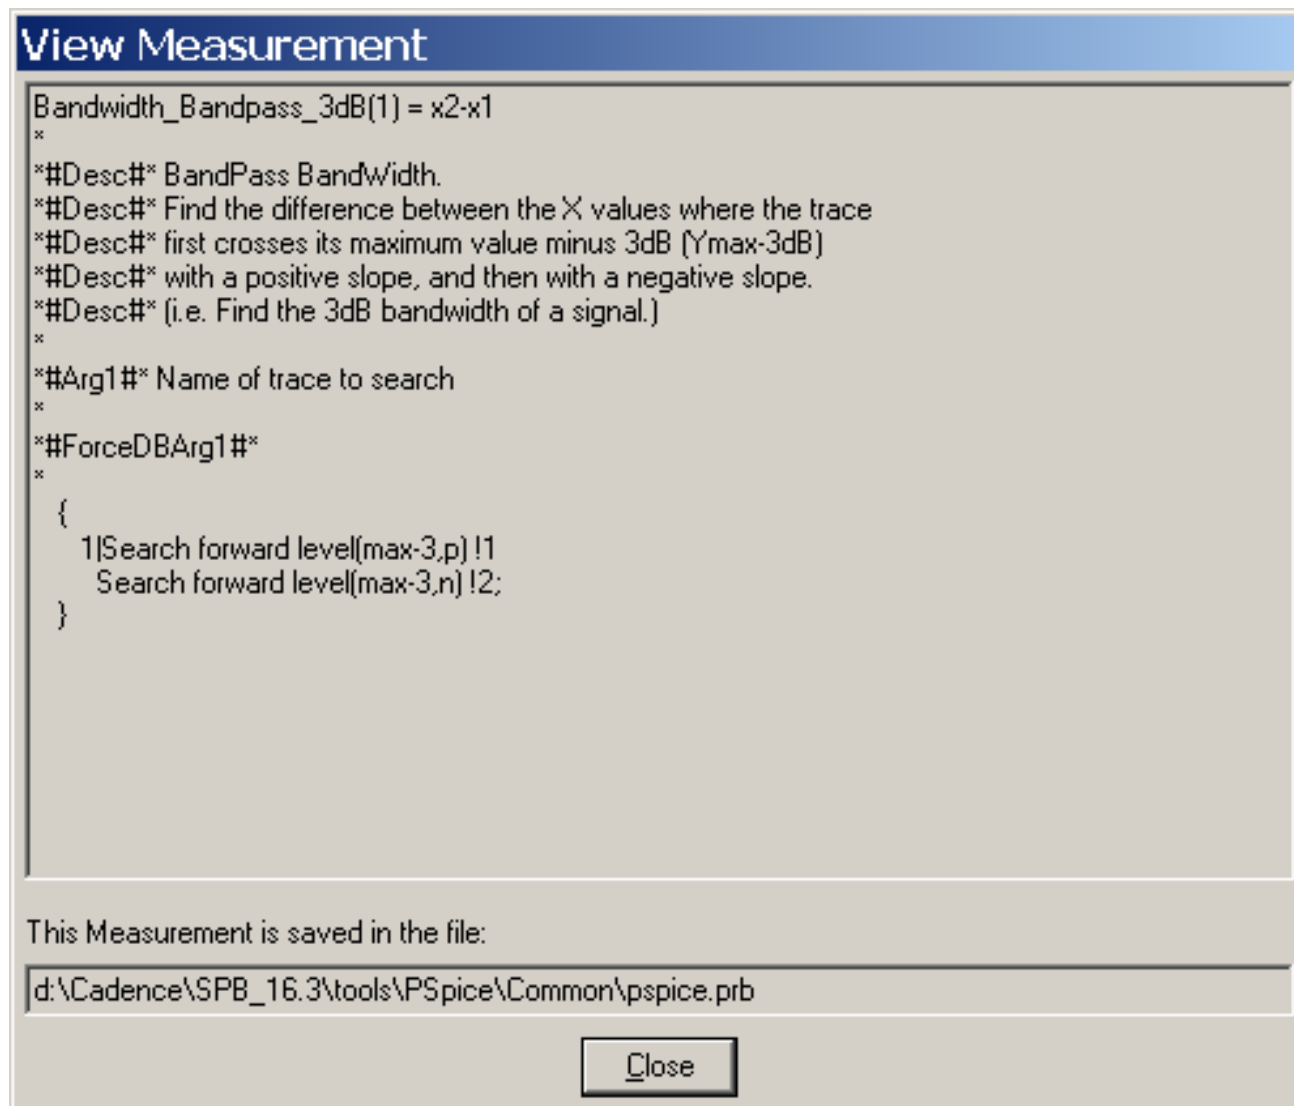 View Measurement
Bandwidth_Bandpass_3dB(1) = x2-x1
*
*#Desc#* BandPass BandWidth.
*#Desc#* Find the difference between the X values where the trace
*#Desc#* first crosses its maximum value minus 3dB (Ymax-3dB)
*#Desc#* with a positive slope, and then with a negative slope.
*#Desc#* (i.e. Find the 3dB bandwidth of a signal.)
*
*#Arg1#* Name of trace to search
*
*#ForceDBArg1#*
*
{
1|Search forward level(max-3,p) !1
Search forward level(max-3,n) !2;
}
This Measurement is saved in the file:
d:\Cadence\SPB_16.3\tools\PSpice\Common\pspice.prb
Close